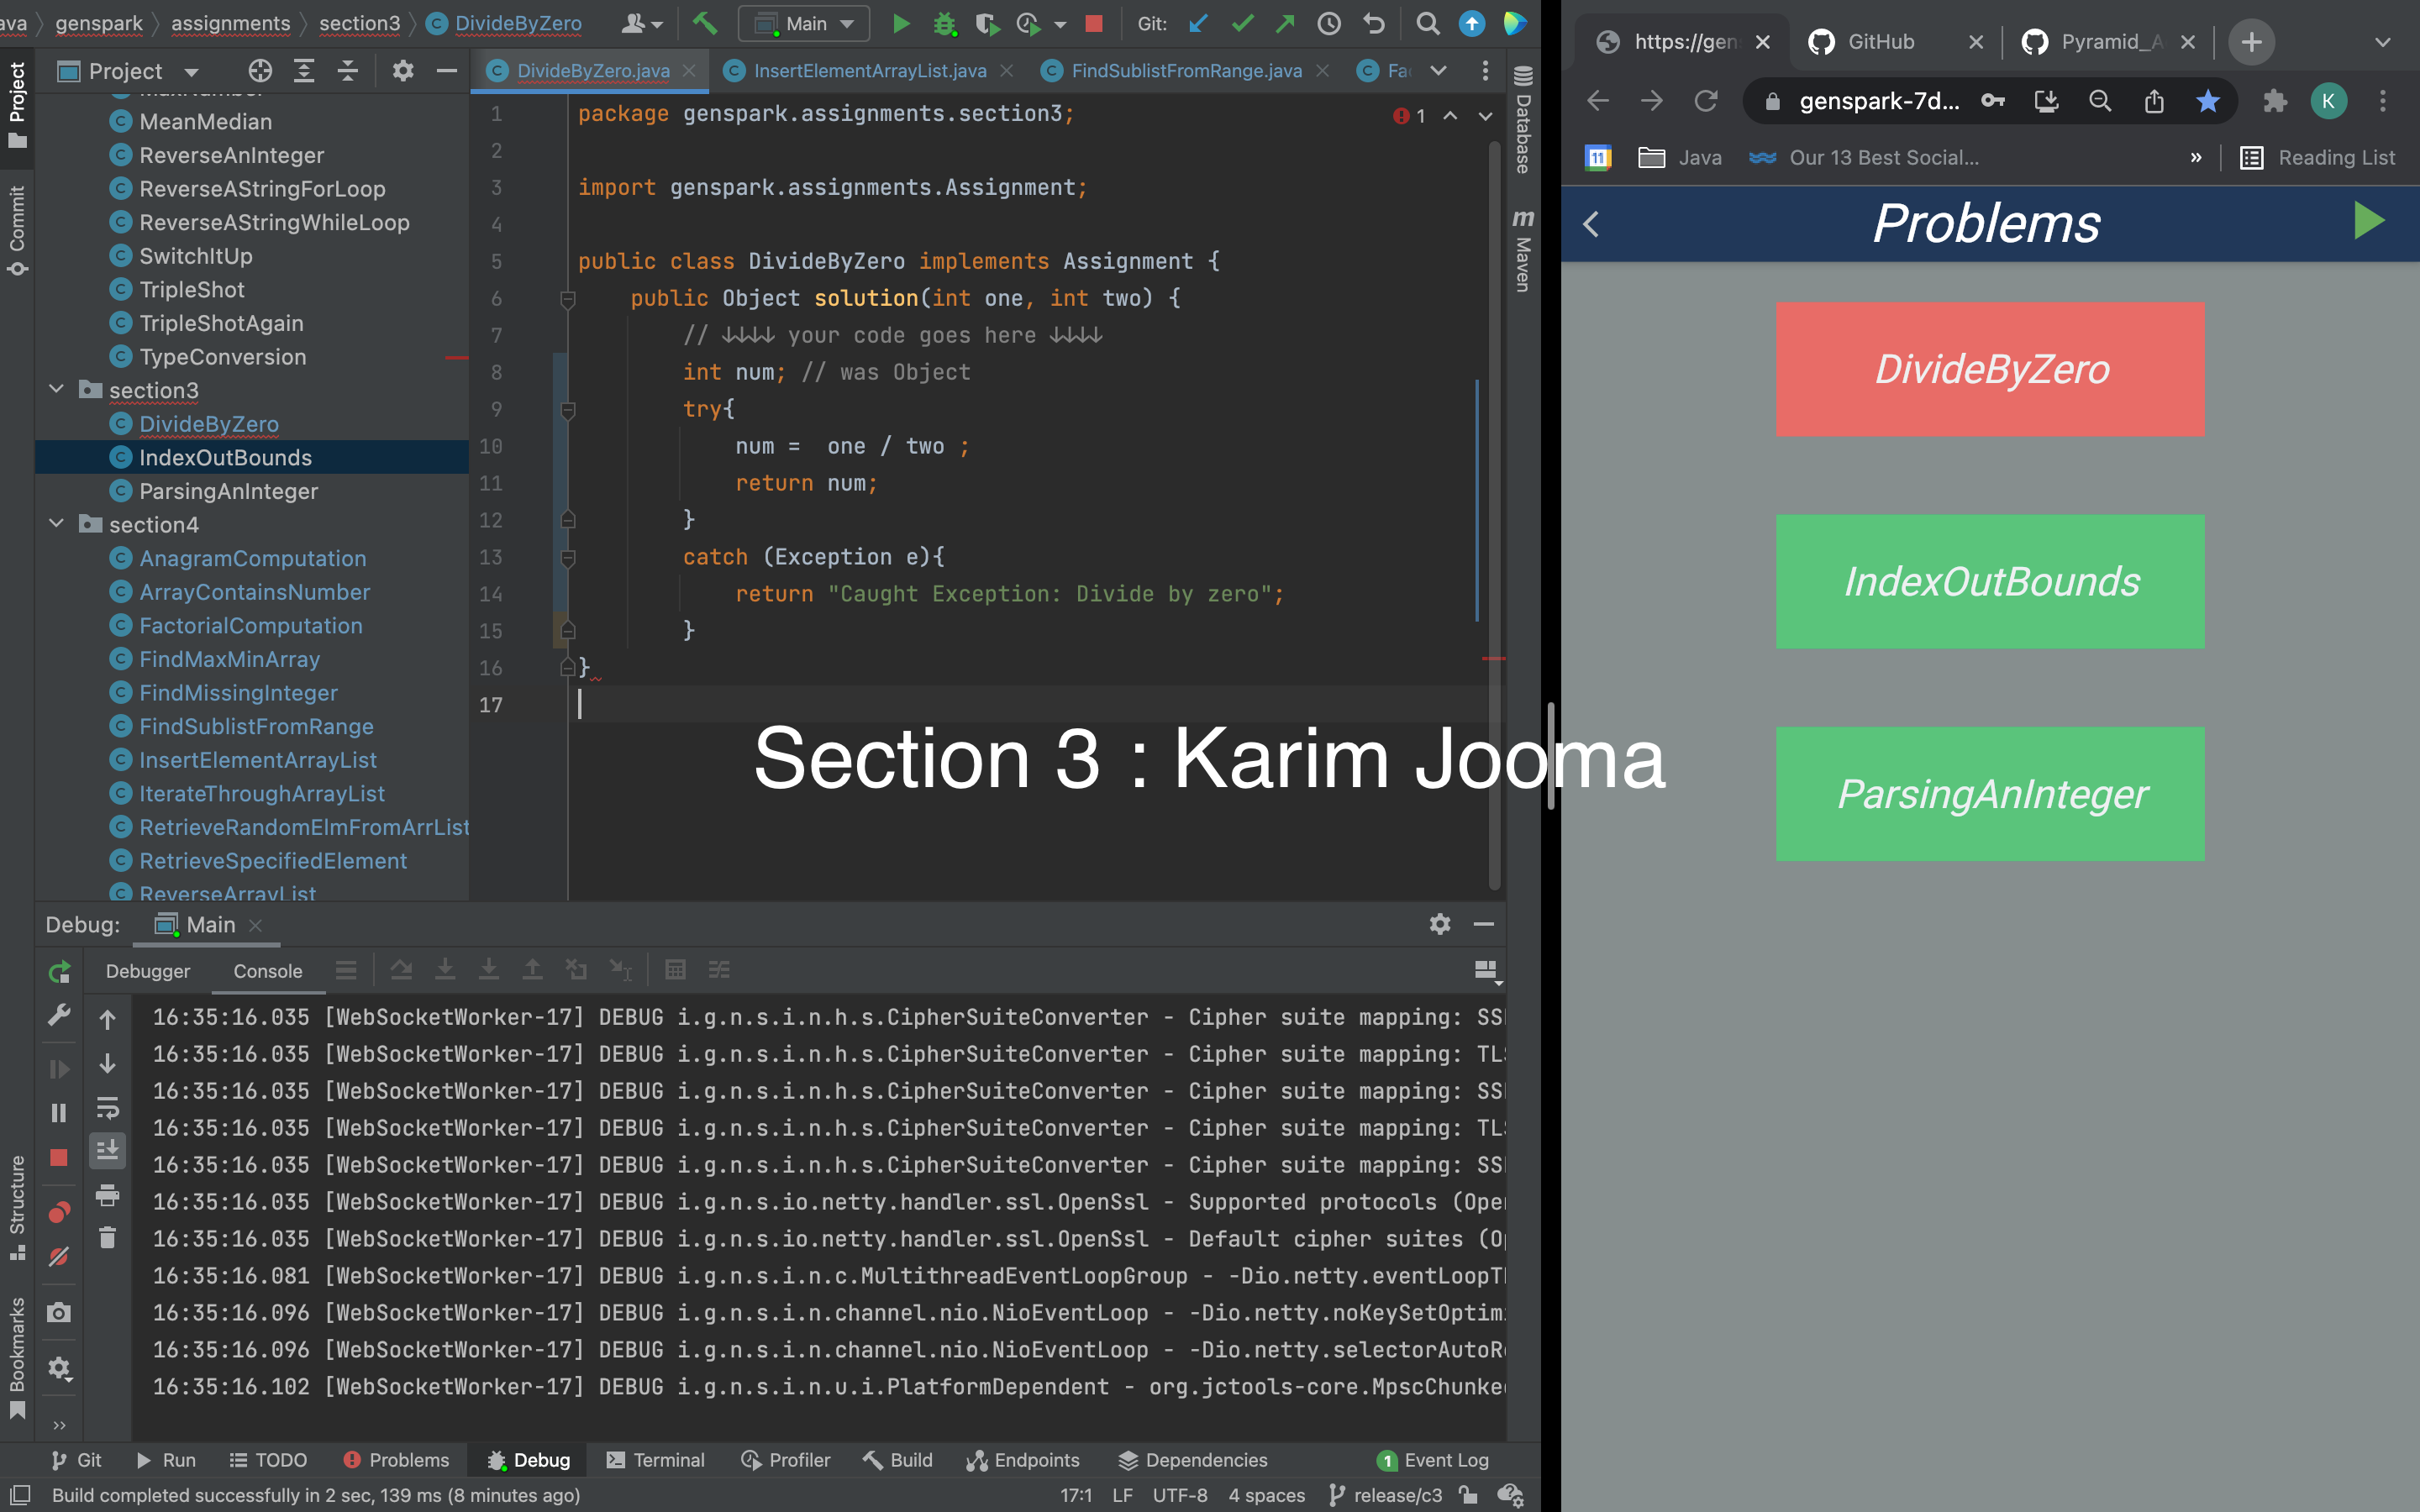 ava genspark assignments section3 DivideByZero
Main
Git:
Project
DivideByZero.java
InsertElementArrayList.java
FindSublistFromRange.java
Project
Commit
Structure
Bookmarks
MeanMedian
ReverseAnInteger
ReverseAStringForLoop
ReverseAStringWhileLoop
SwitchItUp
TripleShot
TripleShotAgain
TypeConversion
section3
DivideByZero
IndexOutBounds
ParsingAnInteger
section4
AnagramComputation
ArrayContainsNumber
FactorialComputation
FindMaxMinArray
FindMissingInteger
FindSublistFromRange
InsertElementArrayList
IterateThroughArrayList
RetrieveRandomElmFromArrList
RetrieveSpecifiedElement
ReverseArrayList
1 package genspark.assignments.section3;
2
3 import genspark.assignments.Assignment;
4
5 public class DivideByZero implements Assignment {
6 public Object solution(int one, int two) {
7 // ↓↓↓↓ your code goes here ↓↓↓↓
8 int num; // was Object
9 try{
10 num =  one / two ;
11 return num;
12 }
13 catch (Exception e){
14 return "Caught Exception: Divide by zero";
15 }
16 }
17
1
Database
Maven
Section 3 : Karim Jooma
Debug: Main
Debugger Console
16:35:16.035 [WebSocketWorker-17] DEBUG i.g.n.s.i.n.h.s.CipherSuiteConverter - Cipher suite mapping:
16:35:16.035 [WebSocketWorker-17] DEBUG i.g.n.s.i.n.h.s.CipherSuiteConverter - Cipher suite mapping:
16:35:16.035 [WebSocketWorker-17] DEBUG i.g.n.s.i.n.h.s.CipherSuiteConverter - Cipher suite mapping:
16:35:16.035 [WebSocketWorker-17] DEBUG i.g.n.s.i.n.h.s.CipherSuiteConverter - Cipher suite mapping:
16:35:16.035 [WebSocketWorker-17] DEBUG i.g.n.s.i.n.h.s.CipherSuiteConverter - Cipher suite mapping:
16:35:16.035 [WebSocketWorker-17] DEBUG i.g.n.s.io.netty.handler.ssl.OpenSsl - Supported protocols
16:35:16.035 [WebSocketWorker-17] DEBUG i.g.n.s.io.netty.handler.ssl.OpenSsl - Default cipher suites
16:35:16.081 [WebSocketWorker-17] DEBUG i.g.n.s.i.n.c.MultithreadEventLoopGroup - -Dio.netty.eventLoopT
16:35:16.096 [WebSocketWorker-17] DEBUG i.g.n.s.i.n.channel.nio.NioEventLoop - -Dio.netty.noKeySetOptim
16:35:16.096 [WebSocketWorker-17] DEBUG i.g.n.s.i.n.channel.nio.NioEventLoop - -Dio.netty.selectorAutoR
16:35:16.102 [WebSocketWorker-17] DEBUG i.g.n.s.i.n.u.i.PlatformDependent - org.jctools-core.MpscChunke
Git Run TODO Problems Debug Terminal Profiler Build Endpoints Dependencies 1 Event Log
Build completed successfully in 2 sec, 139 ms (8 minutes ago)
17:1 LF UTF-8 4 spaces release/c3
https://gen
GitHub
Pyramid_A
genspark-7d...
K
11
Java
Our 13 Best Social...
»
Reading List
Problems
DivideByZero
IndexOutBounds
ParsingAnInteger